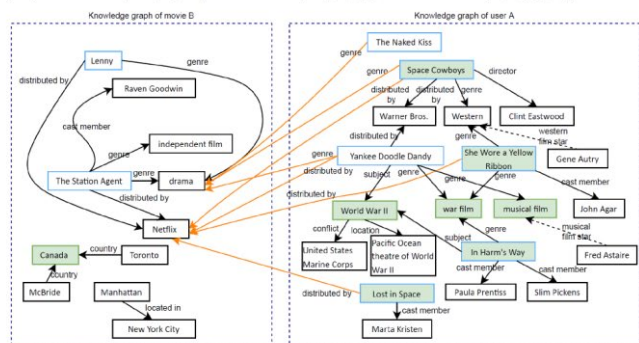 Knowledge graph of movie B
Knowledge graph of user A
Lenny
genre
distributed by
Raven Goodwin
cast member
independent film
genre
The Station Agent
genre
drama
distributed by
Netflix
Canada
country
Toronto
country
McBride
Manhattan
located in
New York City
The Naked Kiss
genre
Space Cowboys
genre
director
distributed
by
distributed
by
genre
Warner Bros.
Western
Clint Eastwood
distributed by
western
film star
genre
Yankee Doodle Dandy
She Wore a Yellow
Ribbon
Gene Autry
genre
distributed
by
subject
genre
genre
distributed by
cast member
World War II
war film
musical film
John Agar
conflict
location
subject
genre
musical
film star
United States
Marine Corps
Pacific Ocean
theatre of World
War II
In Harm's Way
Fred Astaire
cast member
cast member
distributed by
Lost in Space
Paula Prentiss
Slim Pickens
cast member
Marta Kristen